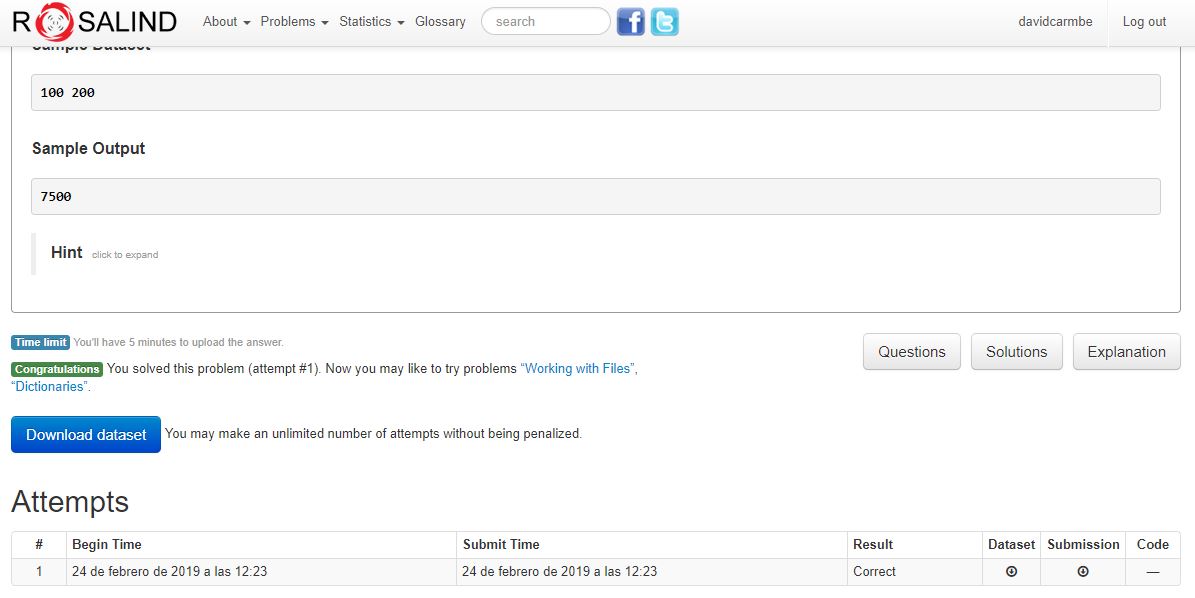 ROSALIND About Problems Statistics Glossary search davidcarmbe Log out
Sample Dataset
100 200
Sample Output
7500
Hint click to expand
Time limit You'll have 5 minutes to upload the answer.
Questions Solutions Explanation
Congratulations You solved this problem (attempt #1). Now you may like to try problems “Working with Files”,
“Dictionaries”.
Download dataset You may make an unlimited number of attempts without being penalized.
Attempts
# Begin Time Submit Time Result Dataset Submission Code
1 24 de febrero de 2019 a las 12:23 24 de febrero de 2019 a las 12:23 Correct —